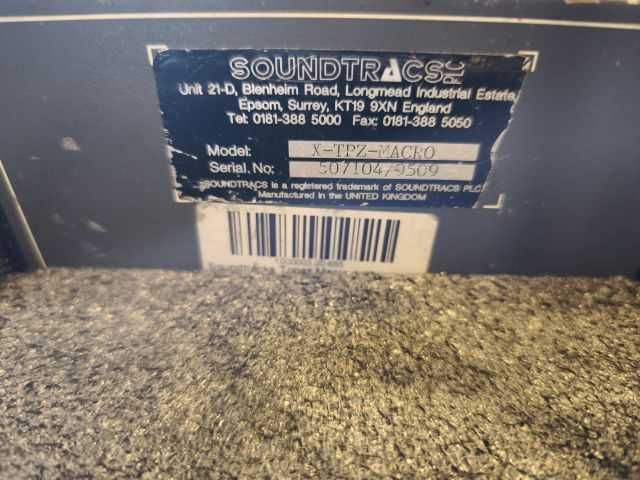 SOUNDTRACS PLC
Unit 21-D, Blenheim Road, Longmead Industrial Estate,
Epsom, Surrey, KT19 9XN England
Tel: 0181-388 5000 Fax: 0181-388 5050
Model: X-TPZ-MACRO
Serial.No: 507104/9509
SOUNDTRACS is a registered trademark of SOUNDTRACS PLC
Manufactured in the UNITED KINGDOM